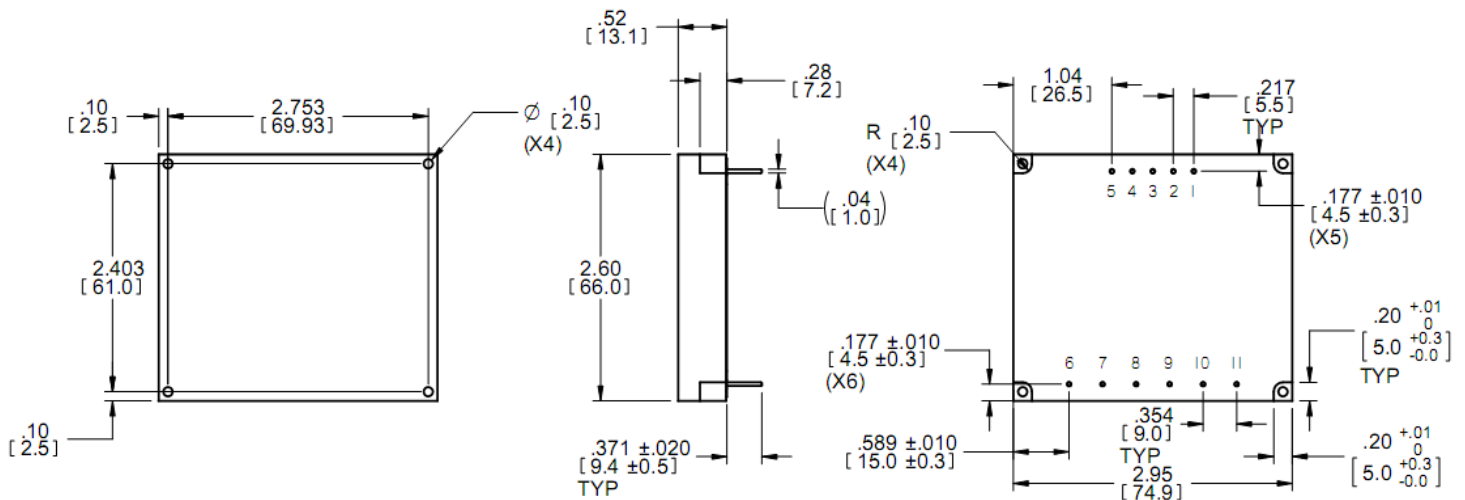 .10
[ 2.5 ]
2.753
[ 69.93 ]
Ø .10
[ 2.5 ]
(X4)
2.403
[ 61.0 ]
.10
[ 2.5 ]
.52
[ 13.1 ]
.28
[ 7.2 ]
( .04
[ 1.0 ] )
2.60
[ 66.0 ]
.371 ±.020
[ 9.4 ±0.5 ]
TYP
1.04
[ 26.5 ]
.217
[ 5.5 ]
TYP
R .10
[ 2.5 ]
(X4)
5 4 3 2 1
.177 ±.010
[ 4.5 ±0.3 ]
(X5)
.177 ±.010
[ 4.5 ±0.3 ]
(X6)
6 7 8 9 10 11
.20 +.01
0
[ 5.0 +0.3
-0.0 ]
TYP
.354
[ 9.0 ]
TYP
.589 ±.010
[ 15.0 ±0.3 ]
2.95
[ 74.9 ]
.20 +.01
0
[ 5.0 +0.3
-0.0 ]